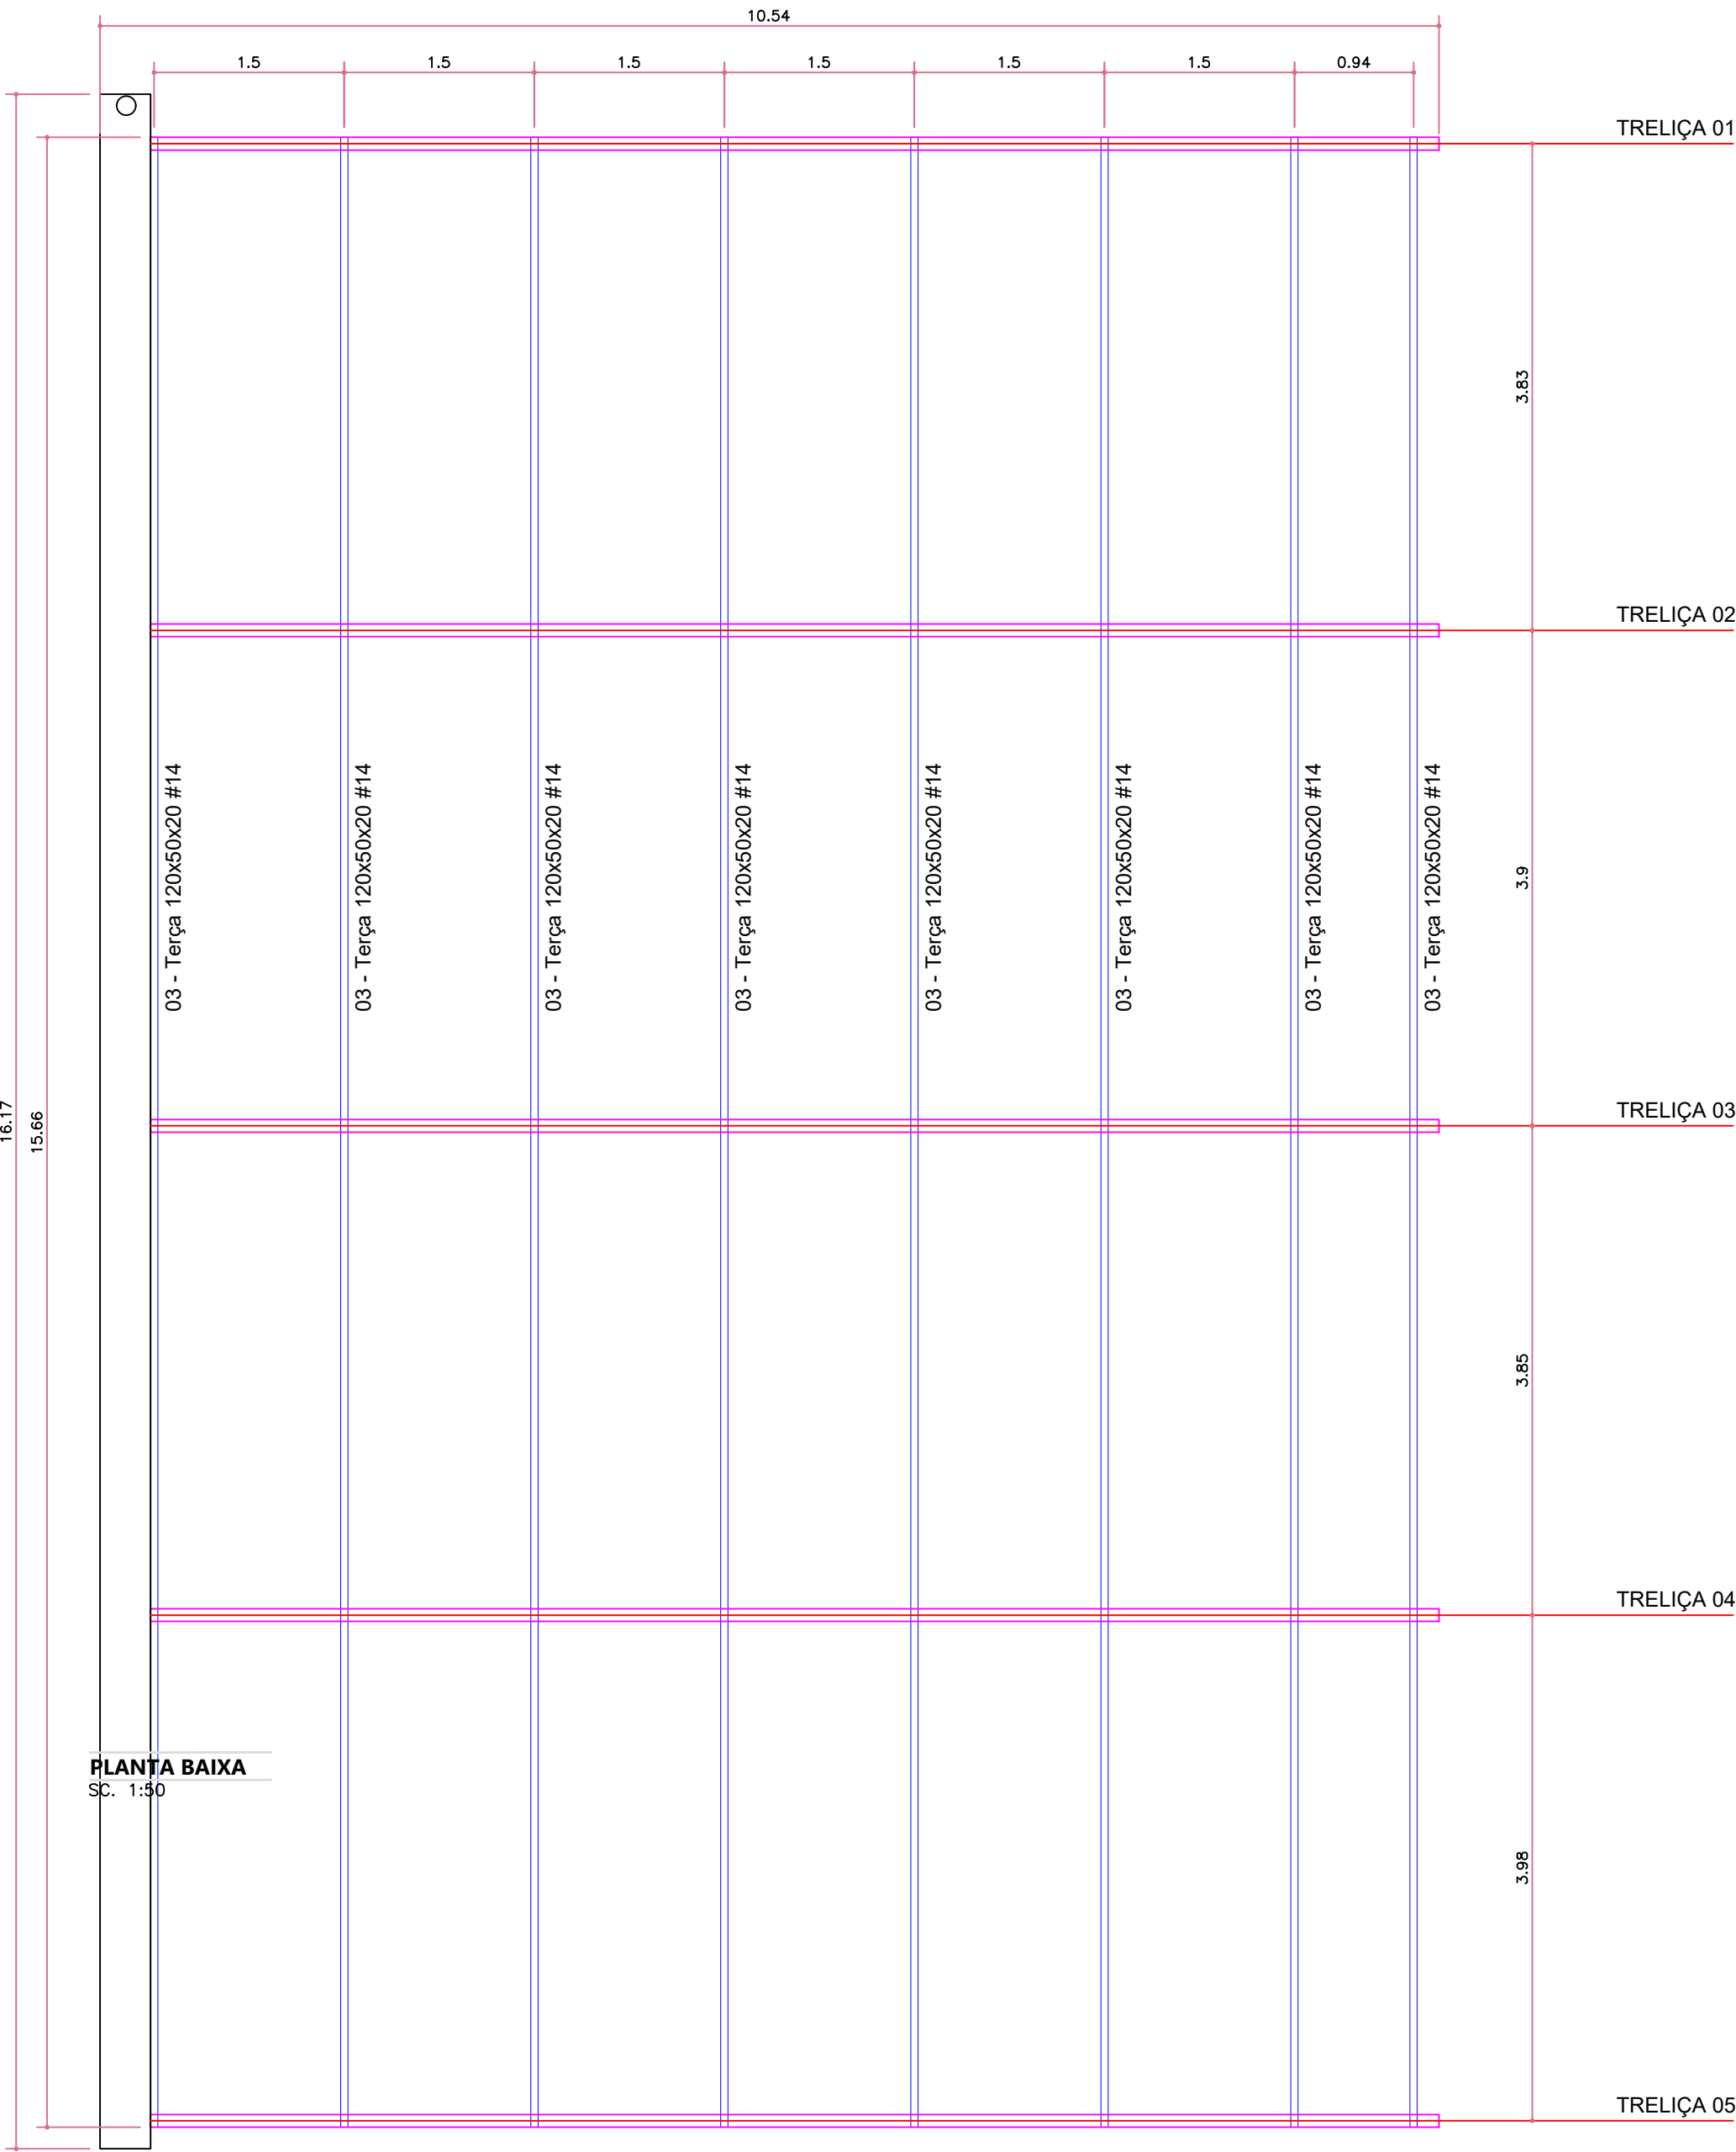 10.54
1.5
1.5
1.5
1.5
1.5
1.5
0.94
TRELIÇA 01
3.83
TRELIÇA 02
03 - Terça 120x50x20 #14
03 - Terça 120x50x20 #14
03 - Terça 120x50x20 #14
03 - Terça 120x50x20 #14
03 - Terça 120x50x20 #14
03 - Terça 120x50x20 #14
03 - Terça 120x50x20 #14
03 - Terça 120x50x20 #14
3.9
16.17
15.66
TRELIÇA 03
3.85
TRELIÇA 04
PLANTA BAIXA
SC. 1:50
3.98
TRELIÇA 05